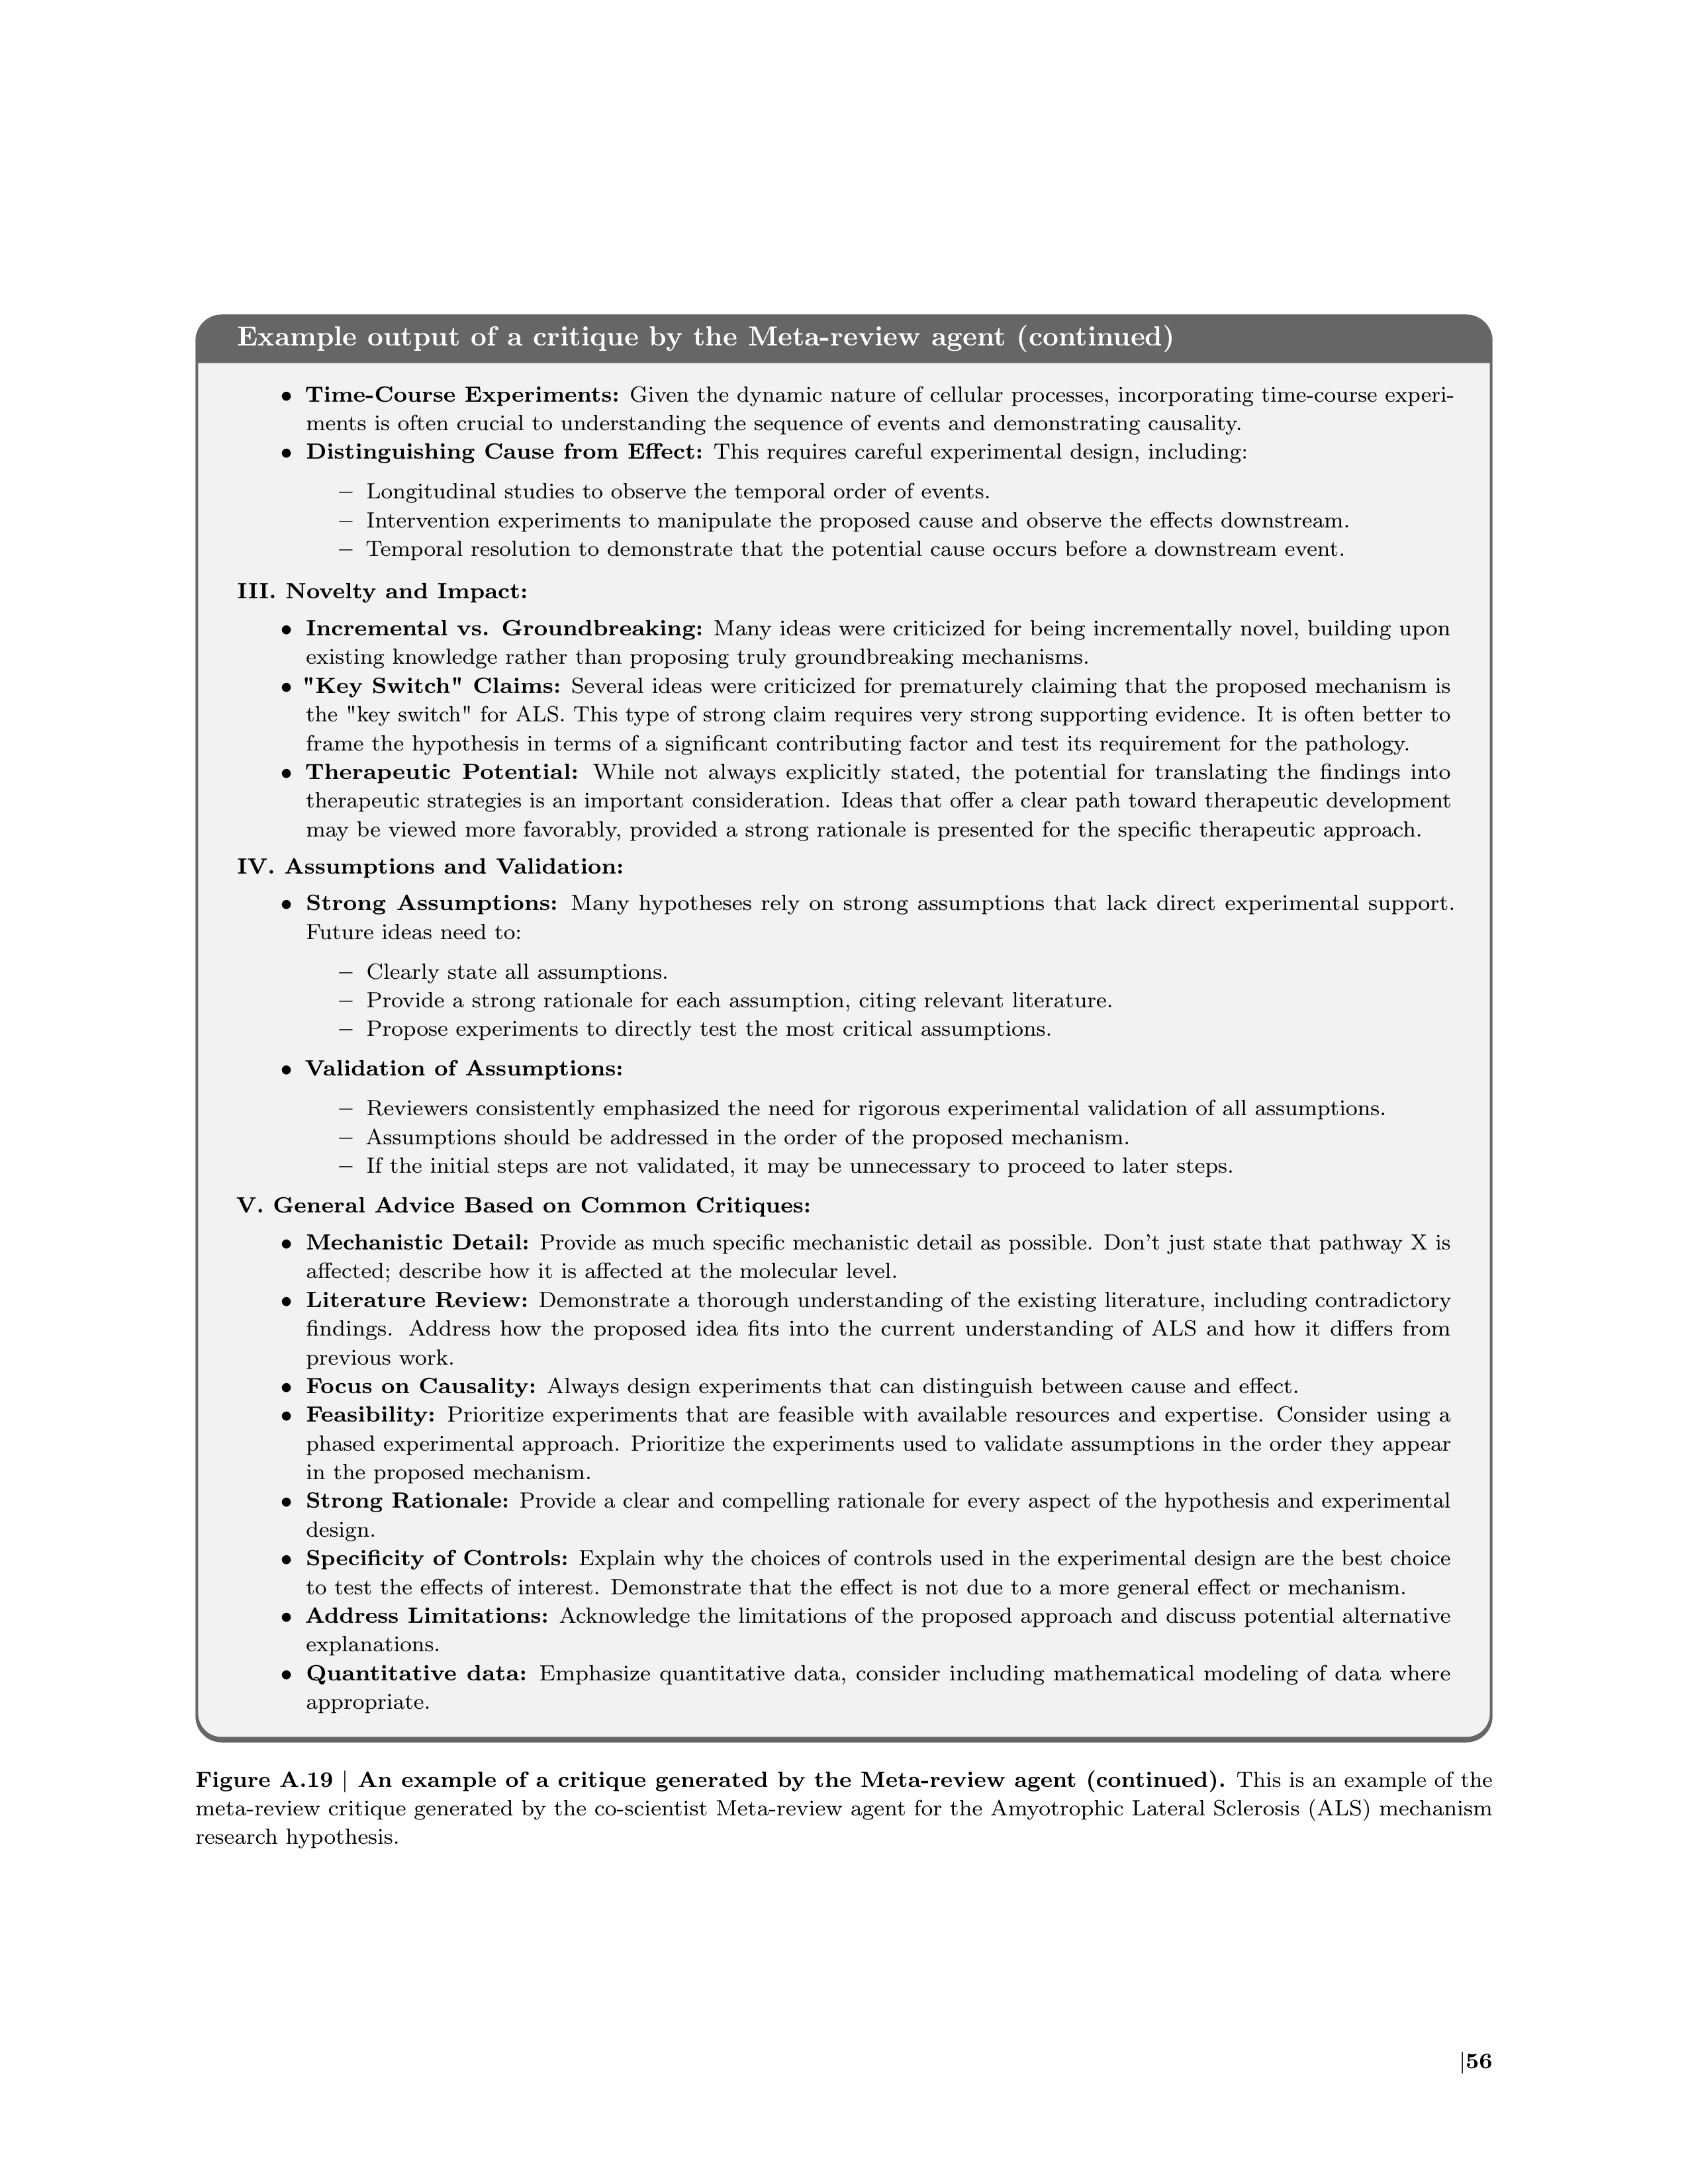 Example output of a critique by the Meta-review agent (continued)
• Time-Course Experiments: Given the dynamic nature of cellular processes, incorporating time-course experi-
ments is often crucial to understanding the sequence of events and demonstrating causality.
• Distinguishing Cause from Effect: This requires careful experimental design, including:
– Longitudinal studies to observe the temporal order of events.
– Intervention experiments to manipulate the proposed cause and observe the effects downstream.
– Temporal resolution to demonstrate that the potential cause occurs before a downstream event.
III. Novelty and Impact:
• Incremental vs. Groundbreaking: Many ideas were criticized for being incrementally novel, building upon
existing knowledge rather than proposing truly groundbreaking mechanisms.
• "Key Switch" Claims: Several ideas were criticized for prematurely claiming that the proposed mechanism is
the "key switch" for ALS. This type of strong claim requires very strong supporting evidence. It is often better to
frame the hypothesis in terms of a significant contributing factor and test its requirement for the pathology.
• Therapeutic Potential: While not always explicitly stated, the potential for translating the findings into
therapeutic strategies is an important consideration. Ideas that offer a clear path toward therapeutic development
may be viewed more favorably, provided a strong rationale is presented for the specific therapeutic approach.
IV. Assumptions and Validation:
• Strong Assumptions: Many hypotheses rely on strong assumptions that lack direct experimental support.
Future ideas need to:
– Clearly state all assumptions.
– Provide a strong rationale for each assumption, citing relevant literature.
– Propose experiments to directly test the most critical assumptions.
• Validation of Assumptions:
– Reviewers consistently emphasized the need for rigorous experimental validation of all assumptions.
– Assumptions should be addressed in the order of the proposed mechanism.
– If the initial steps are not validated, it may be unnecessary to proceed to later steps.
V. General Advice Based on Common Critiques:
• Mechanistic Detail: Provide as much specific mechanistic detail as possible. Don't just state that pathway X is
affected; describe how it is affected at the molecular level.
• Literature Review: Demonstrate a thorough understanding of the existing literature, including contradictory
findings. Address how the proposed idea fits into the current understanding of ALS and how it differs from
previous work.
• Focus on Causality: Always design experiments that can distinguish between cause and effect.
• Feasibility: Prioritize experiments that are feasible with available resources and expertise. Consider using a
phased experimental approach. Prioritize the experiments used to validate assumptions in the order they appear
in the proposed mechanism.
• Strong Rationale: Provide a clear and compelling rationale for every aspect of the hypothesis and experimental
design.
• Specificity of Controls: Explain why the choices of controls used in the experimental design are the best choice
to test the effects of interest. Demonstrate that the effect is not due to a more general effect or mechanism.
• Address Limitations: Acknowledge the limitations of the proposed approach and discuss potential alternative
explanations.
• Quantitative data: Emphasize quantitative data, consider including mathematical modeling of data where
appropriate.
Figure A.19 | An example of a critique generated by the Meta-review agent (continued). This is an example of the
meta-review critique generated by the co-scientist Meta-review agent for the Amyotrophic Lateral Sclerosis (ALS) mechanism
research hypothesis.
|56